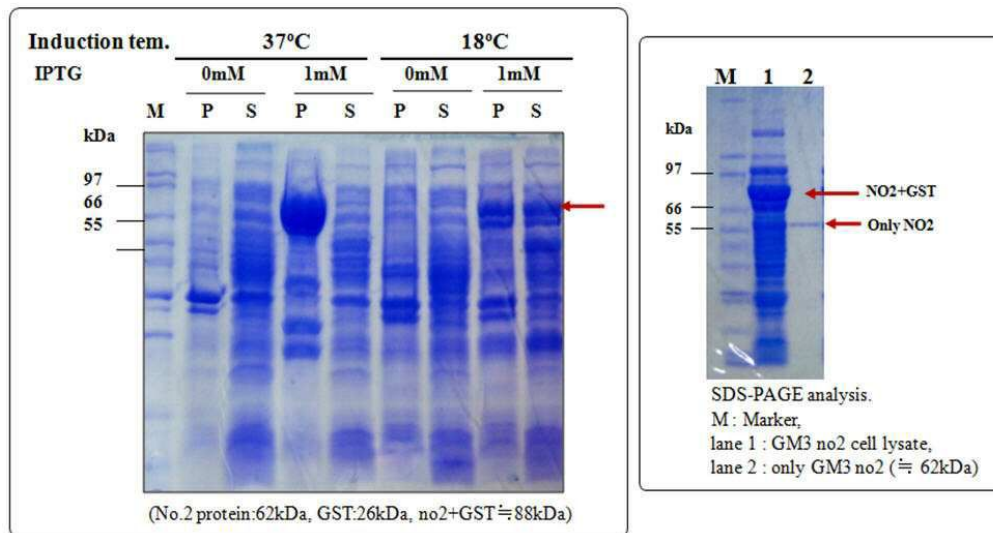 Induction tem. 37ºC 18ºC
IPTG 0mM 1mM 0mM 1mM
M P S P S P S P S
kDa
97
66
55
(No.2 protein:62kDa, GST:26kDa, no2+GST≒88kDa)
M 1 2
kDa
97
66
55
NO2+GST
Only NO2
SDS-PAGE analysis.
M : Marker,
lane 1 : GM3 no2 cell lysate,
lane 2 : only GM3 no2 (≒ 62kDa)